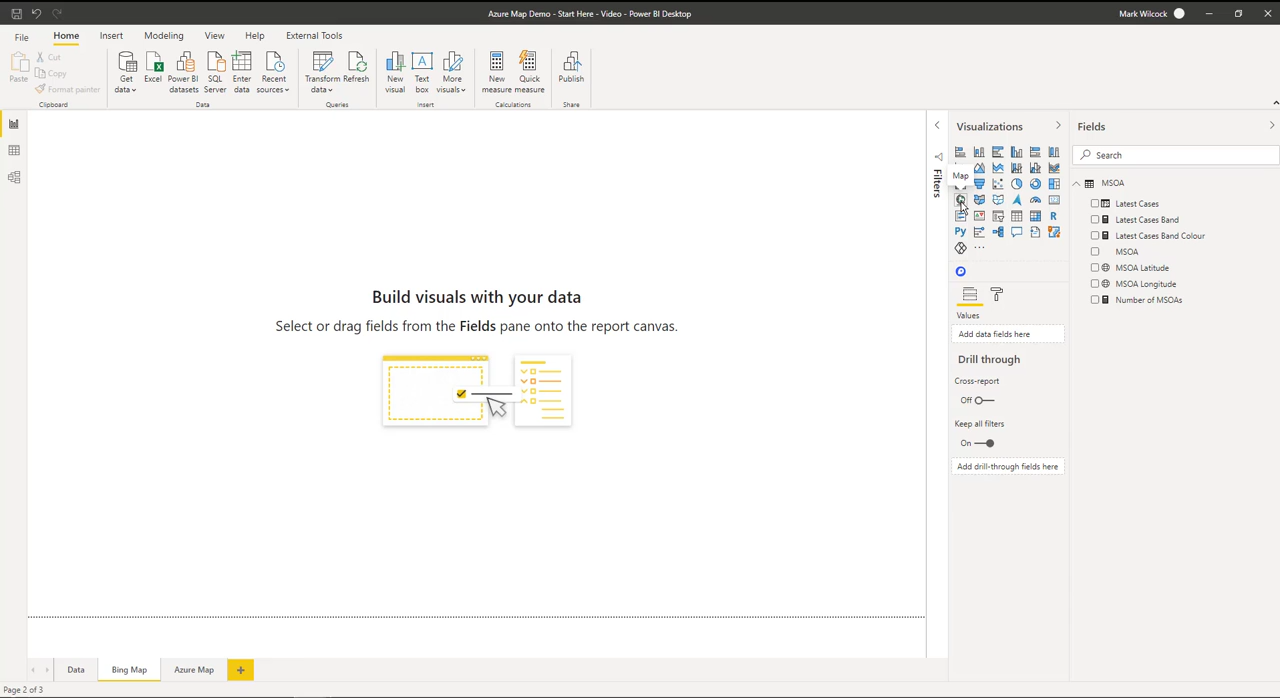 Azure Map Demo - Start Here - Video - Power BI Desktop
Mark Wilcock
File
Home
Insert
Modeling
View
Help
External Tools
Paste
Cut
Copy
Format painter
Clipboard
Get data
Excel
Power BI datasets
SQL Server
Enter data
Recent sources
Data
Transform data
Refresh
Queries
New visual
Text box
More visuals
Insert
New measure
Quick measure
Calculations
Publish
Share
Filters
Visualizations
Map
R
Py
Values
Add data fields here
Drill through
Cross-report
Off
Keep all filters
On
Add drill-through fields here
Fields
Search
MSOA
Latest Cases
Latest Cases Band
Latest Cases Band Colour
MSOA
MSOA Latitude
MSOA Longitude
Number of MSOAs
Build visuals with your data
Select or drag fields from the Fields pane onto the report canvas.
Data
Bing Map
Azure Map
Page 2 of 3